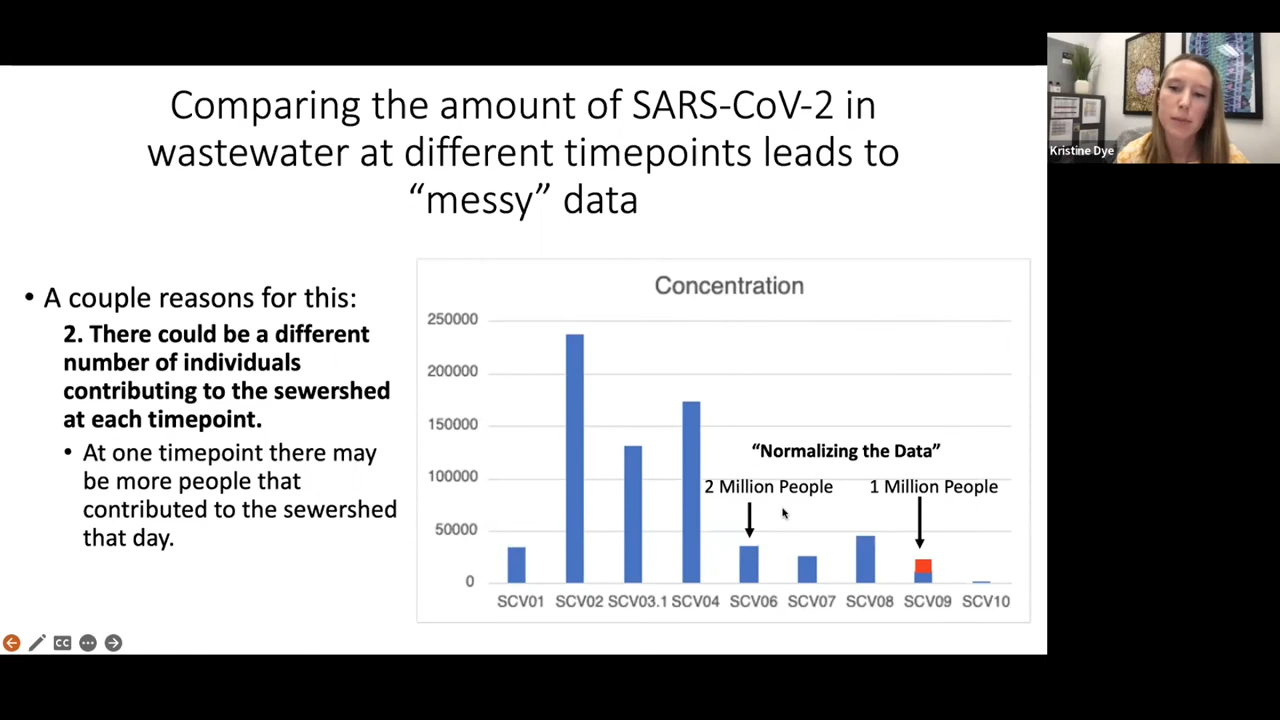 Comparing the amount of SARS-CoV-2 in
wastewater at different timepoints leads to
“messy” data
Kristine Dye
• A couple reasons for this:
2. There could be a different
number of individuals
contributing to the sewershed
at each timepoint.
• At one timepoint there may
be more people that
contributed to the sewershed
that day.
Concentration
250000
200000
150000
100000
50000
0
“Normalizing the Data”
2 Million People
1 Million People
SCV01 SCV02 SCV03.1 SCV04 SCV06 SCV07 SCV08 SCV09 SCV10
CC